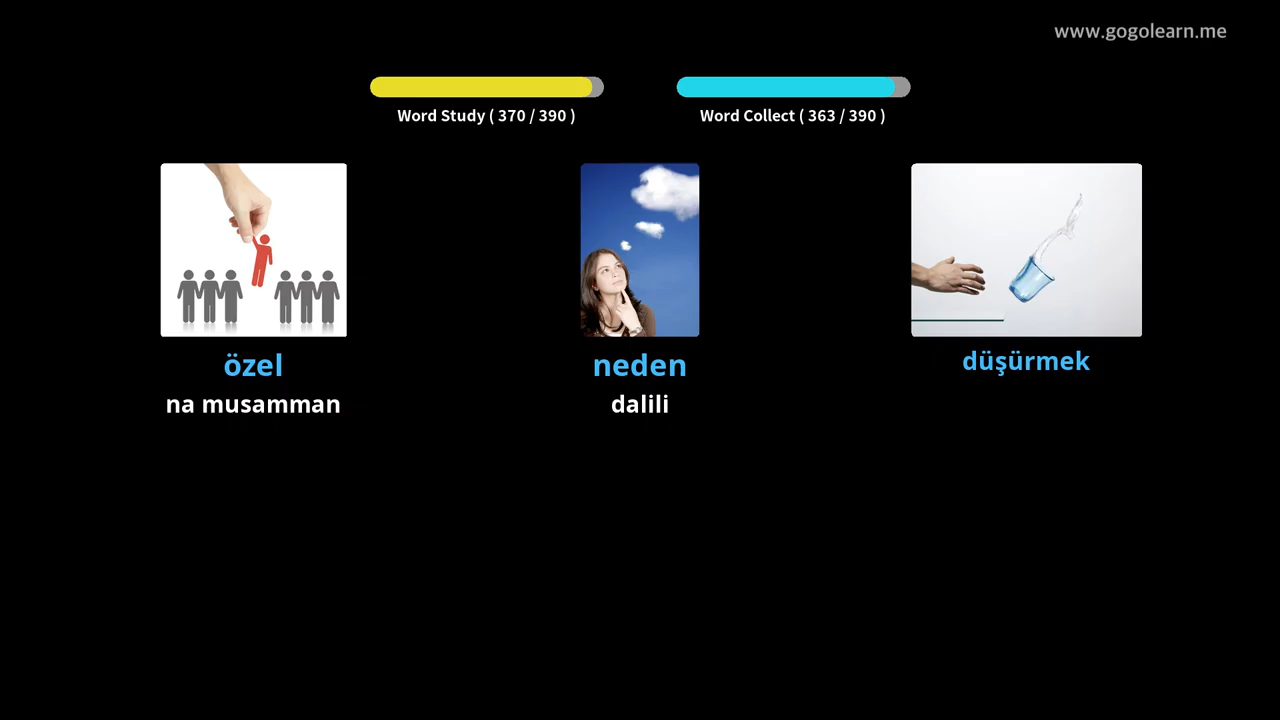 www.gogolearn.me
Word Study ( 370 / 390 )
Word Collect ( 363 / 390 )
özel
neden
düşürmek
na musamman
dalili